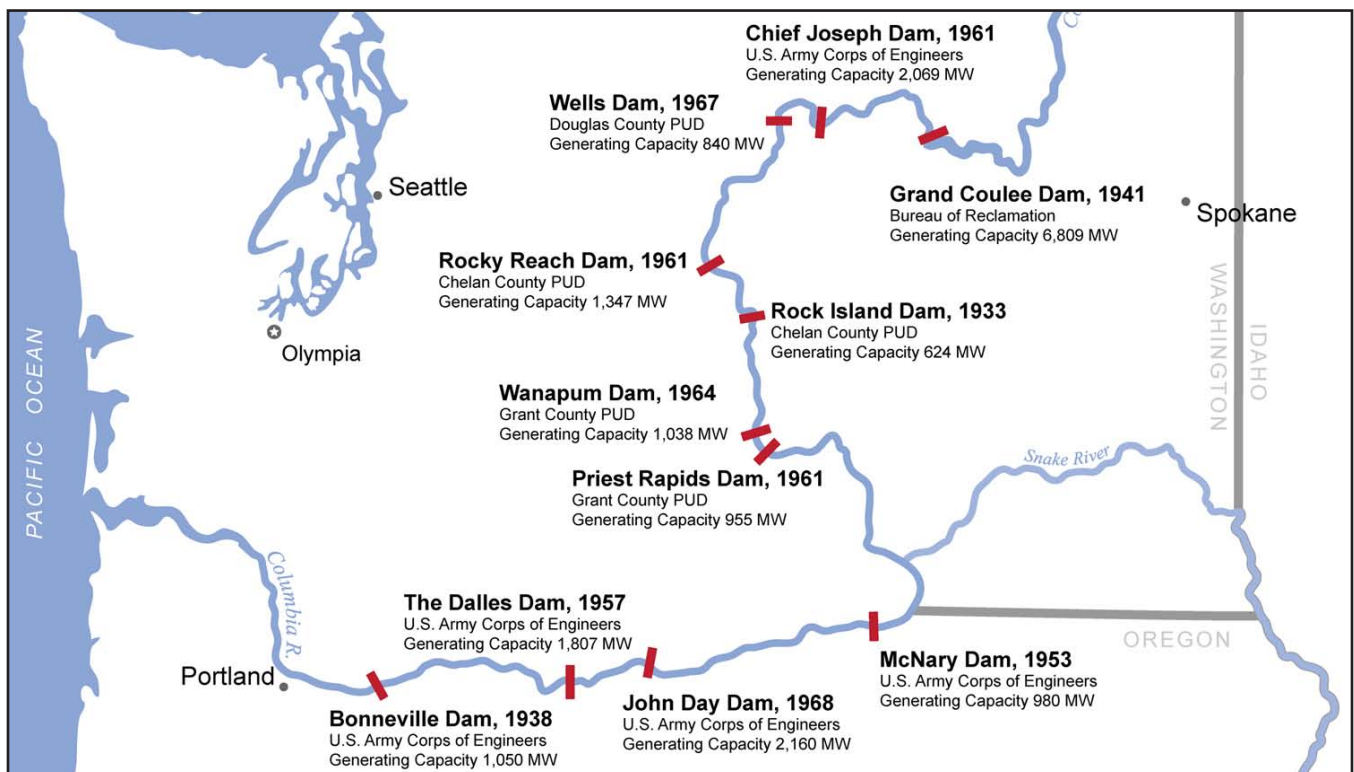 Chief Joseph Dam, 1961
U.S. Army Corps of Engineers
Generating Capacity 2,069 MW
Wells Dam, 1967
Douglas County PUD
Generating Capacity 840 MW
Seattle
Grand Coulee Dam, 1941
Bureau of Reclamation
Generating Capacity 6,809 MW
Spokane
Rocky Reach Dam, 1961
Chelan County PUD
Generating Capacity 1,347 MW
Rock Island Dam, 1933
Chelan County PUD
Generating Capacity 624 MW
WASHINGTON
IDAHO
Olympia
PACIFIC OCEAN
Wanapum Dam, 1964
Grant County PUD
Generating Capacity 1,038 MW
Snake River
Priest Rapids Dam, 1961
Grant County PUD
Generating Capacity 955 MW
Columbia R.
The Dalles Dam, 1957
U.S. Army Corps of Engineers
Generating Capacity 1,807 MW
OREGON
Portland
McNary Dam, 1953
U.S. Army Corps of Engineers
Generating Capacity 980 MW
John Day Dam, 1968
U.S. Army Corps of Engineers
Generating Capacity 2,160 MW
Bonneville Dam, 1938
U.S. Army Corps of Engineers
Generating Capacity 1,050 MW